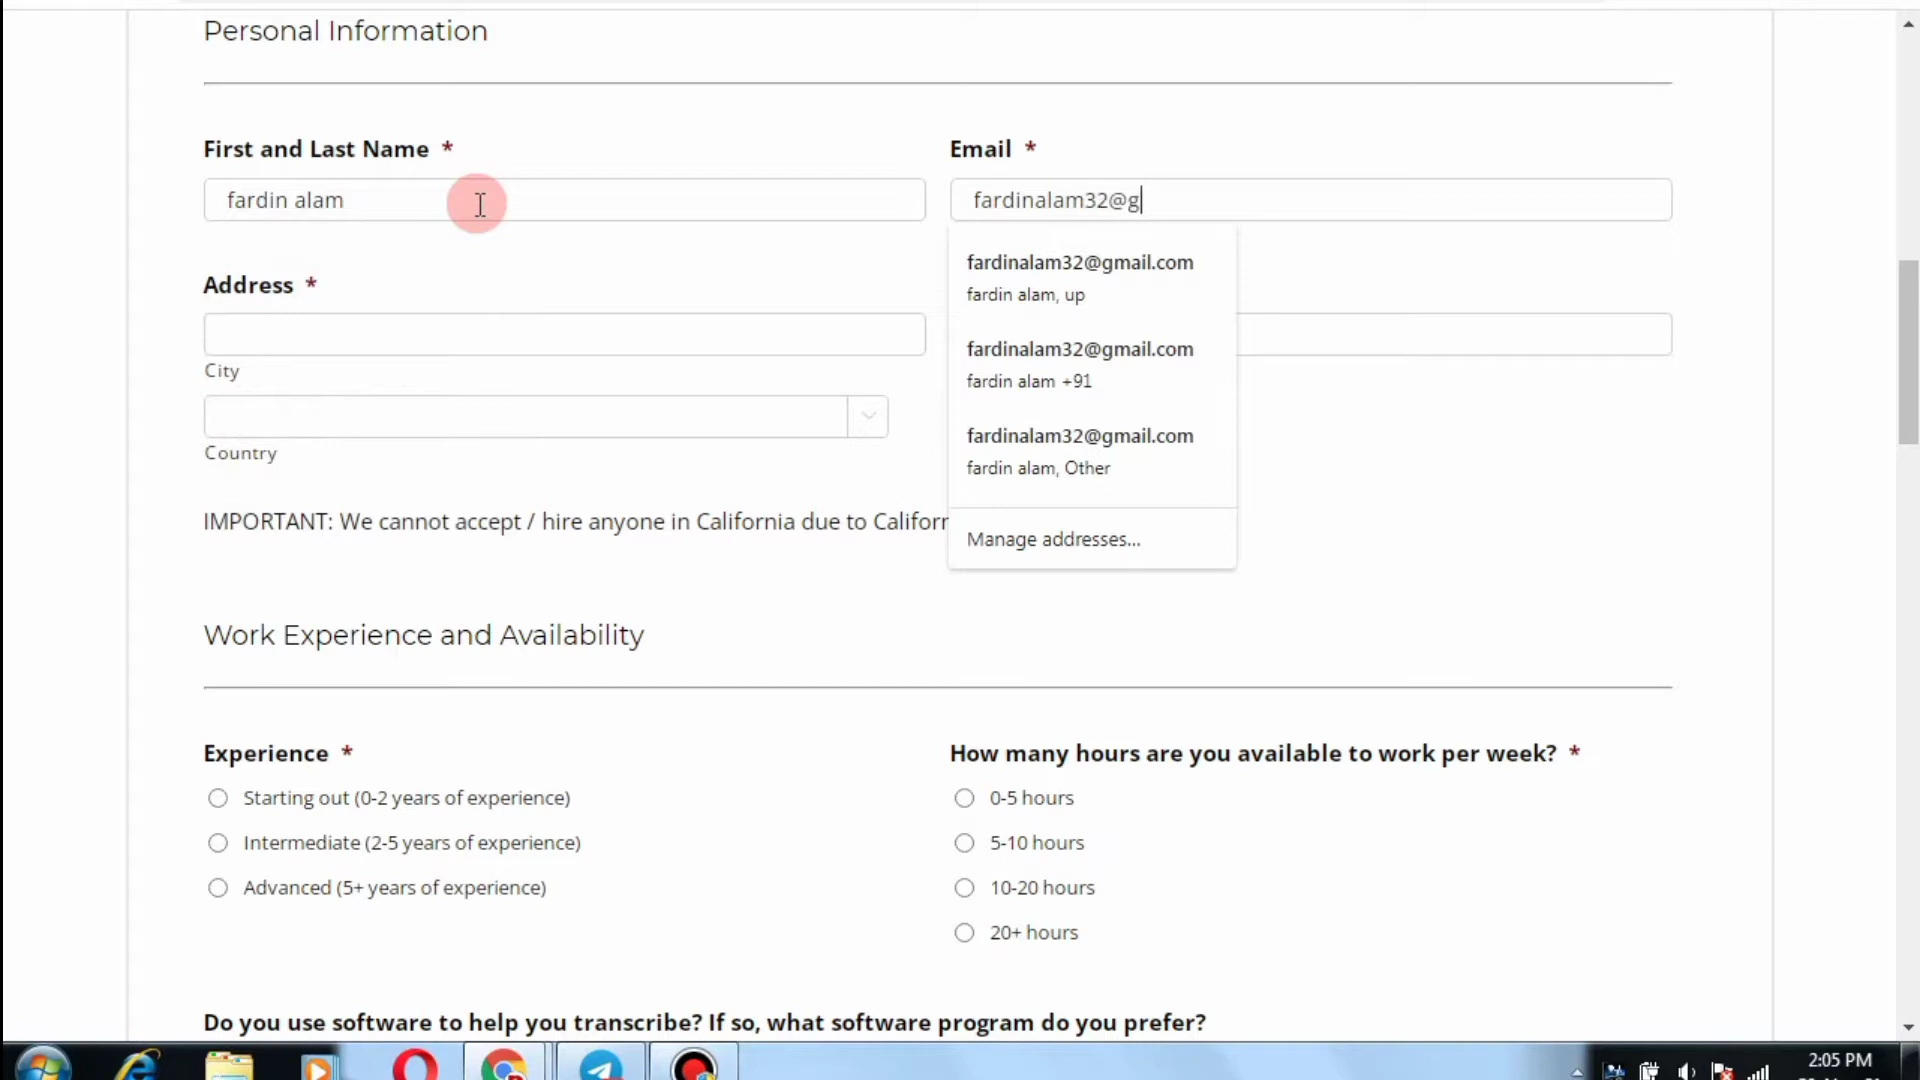 Personal Information
First and Last Name *
Email *
fardin alam
fardinalam32@g
fardinalam32@gmail.com
fardin alam, up
fardinalam32@gmail.com
fardin alam +91
fardinalam32@gmail.com
fardin alam, Other
Manage addresses...
Address *
City
Country
IMPORTANT: We cannot accept / hire anyone in California due to Califor
Work Experience and Availability
Experience *
Starting out (0-2 years of experience)
Intermediate (2-5 years of experience)
Advanced (5+ years of experience)
How many hours are you available to work per week? *
0-5 hours
5-10 hours
10-20 hours
20+ hours
Do you use software to help you transcribe? If so, what software program do you prefer?
2:05 PM